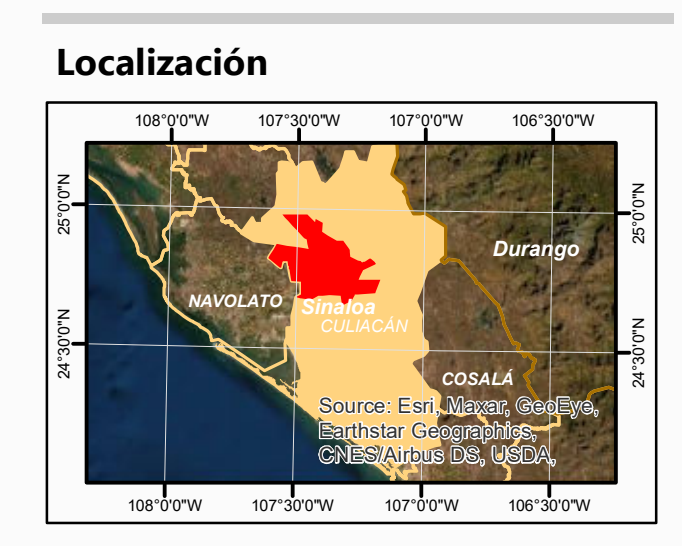 Localización
108°0'0"W 107°30'0"W 107°0'0"W 106°30'0"W
25°0'0"N
25°0'0"N
Durango
NAVOLATO
Sinaloa
CULIACÁN
24°30'0"N
24°30'0"N
COSALÁ
Source: Esri, Maxar, GeoEye,
Earthstar Geographics,
CNES/Airbus DS, USDA,
108°0'0"W 107°30'0"W 107°0'0"W 106°30'0"W